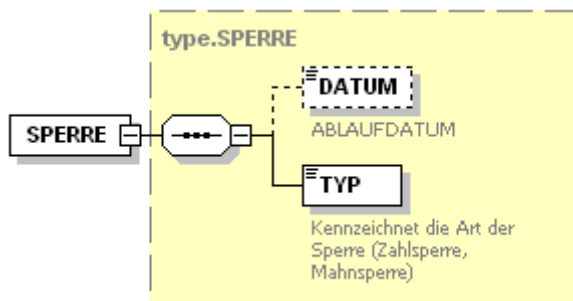 type.SPERRE
DATUM
ABLAUFDATUM
SPERRE
TYP
Kennzeichnet die Art der
Sperre (Zahlsperre,
Mahnsperre)